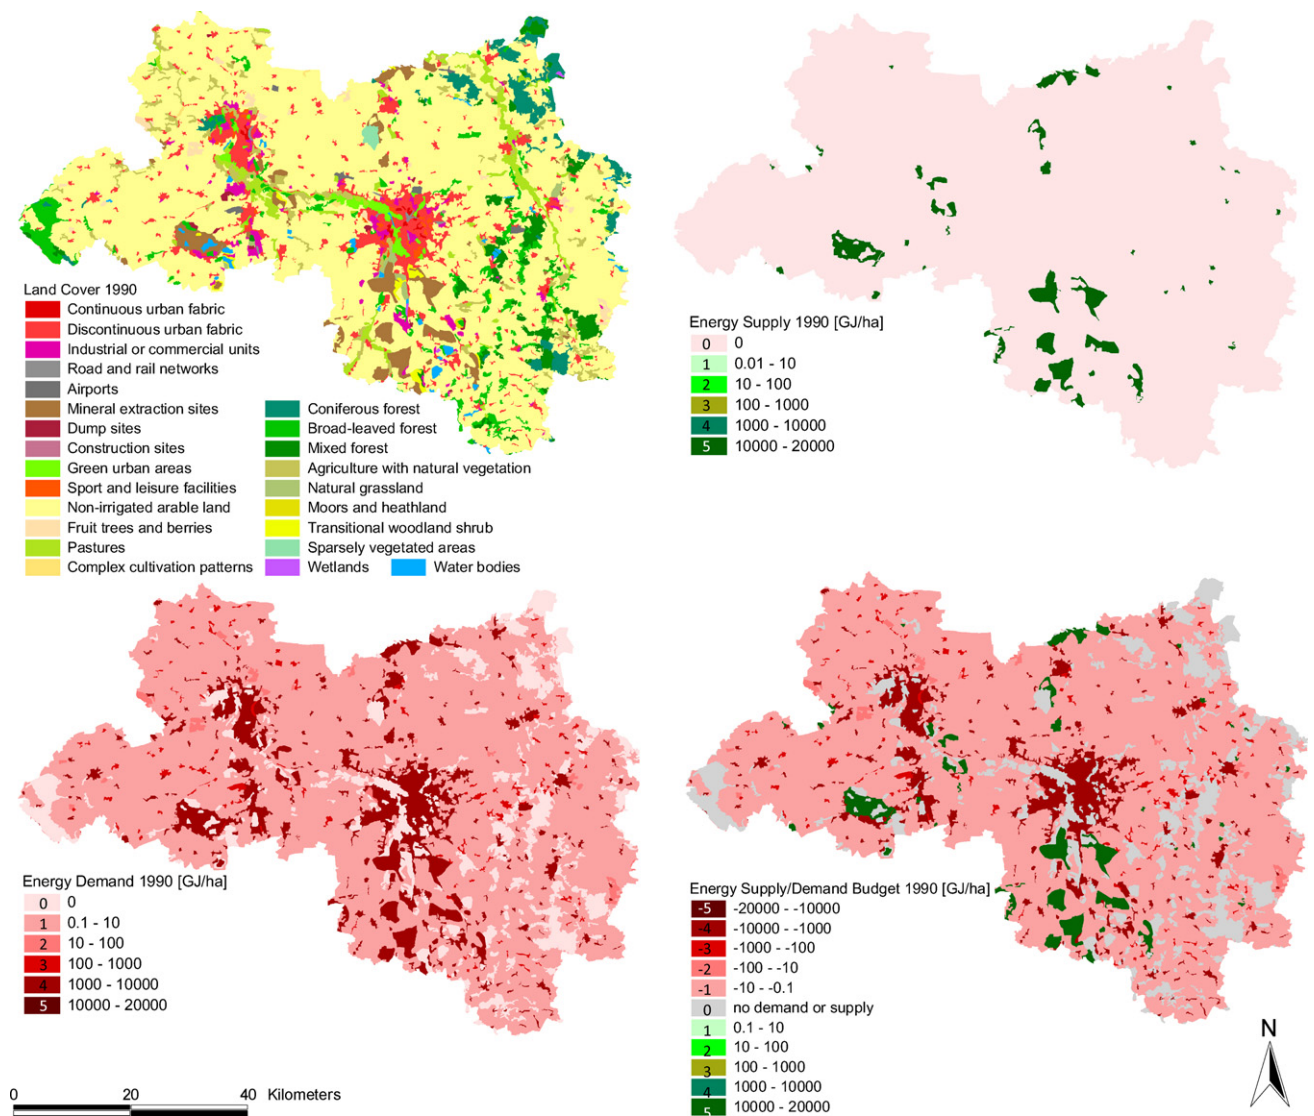 Land Cover 1990
Continuous urban fabric
Discontinuous urban fabric
Industrial or commercial units
Road and rail networks
Airports
Mineral extraction sites
Dump sites
Construction sites
Green urban areas
Sport and leisure facilities
Non-irrigated arable land
Fruit trees and berries
Pastures
Complex cultivation patterns
Coniferous forest
Broad-leaved forest
Mixed forest
Agriculture with natural vegetation
Natural grassland
Moors and heathland
Transitional woodland shrub
Sparsely vegetated areas
Wetlands
Water bodies
Energy Supply 1990 [GJ/ha]
0 0
1 0.01 - 10
2 10 - 100
3 100 - 1000
4 1000 - 10000
5 10000 - 20000
Energy Demand 1990 [GJ/ha]
0 0
1 0.1 - 10
2 10 - 100
3 100 - 1000
4 1000 - 10000
5 10000 - 20000
Energy Supply/Demand Budget 1990 [GJ/ha]
-5 -20000 - -10000
-4 -10000 - -1000
-3 -1000 - -100
-2 -100 - -10
-1 -10 - -0.1
0 no demand or supply
1 0.1 - 10
2 10 - 100
3 100 - 1000
4 1000 - 10000
5 10000 - 20000
N
0 20 40 Kilometers